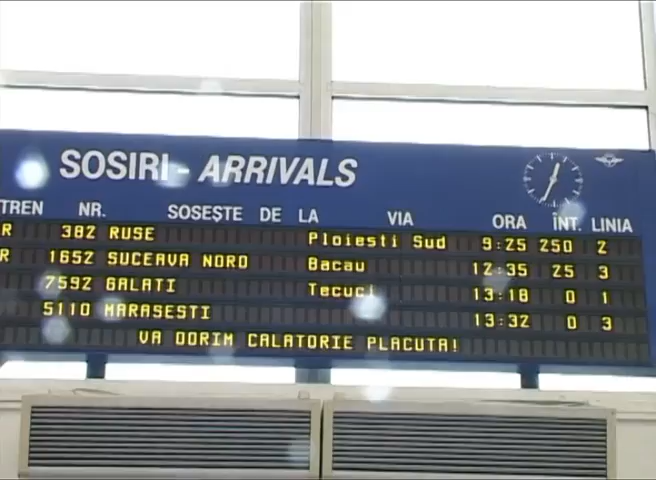 SOSIRI - ARRIVALS
TREN NR. SOSEȘTE DE LA VIA ORA ÎNT. LINIA
R 382 RUSE Ploiesti Sud 9:25 250 2
R 1652 SUCEAVA NORD Bacau 12:35 25 3
7592 GALATI Tecuci 13:18 0 1
5110 MARASESTI 13:32 0 3
VA DORIM CALATORIE PLACUTA!